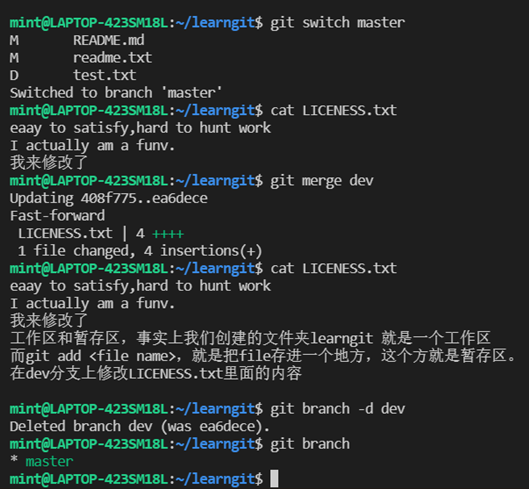 mint@LAPTOP-423SM18L:~/learngit$ git switch master
M       README.md
M       readme.txt
D       test.txt
Switched to branch 'master'
mint@LAPTOP-423SM18L:~/learngit$ cat LICENESS.txt
eaay to satisfy,hard to hunt work
I actually am a funv.
我来修改了
mint@LAPTOP-423SM18L:~/learngit$ git merge dev
Updating 408f775..ea6dece
Fast-forward
 LICENESS.txt | 4 ++++
 1 file changed, 4 insertions(+)
mint@LAPTOP-423SM18L:~/learngit$ cat LICENESS.txt
eaay to satisfy,hard to hunt work
I actually am a funv.
我来修改了
工作区和暂存区，事实上我们创建的文件夹learngit 就是一个工作区
而git add <file name>，就是把file存进一个地方，这个方就是暂存区。
在dev分支上修改LICENESS.txt里面的内容
mint@LAPTOP-423SM18L:~/learngit$ git branch -d dev
Deleted branch dev (was ea6dece).
mint@LAPTOP-423SM18L:~/learngit$ git branch
* master
mint@LAPTOP-423SM18L:~/learngit$